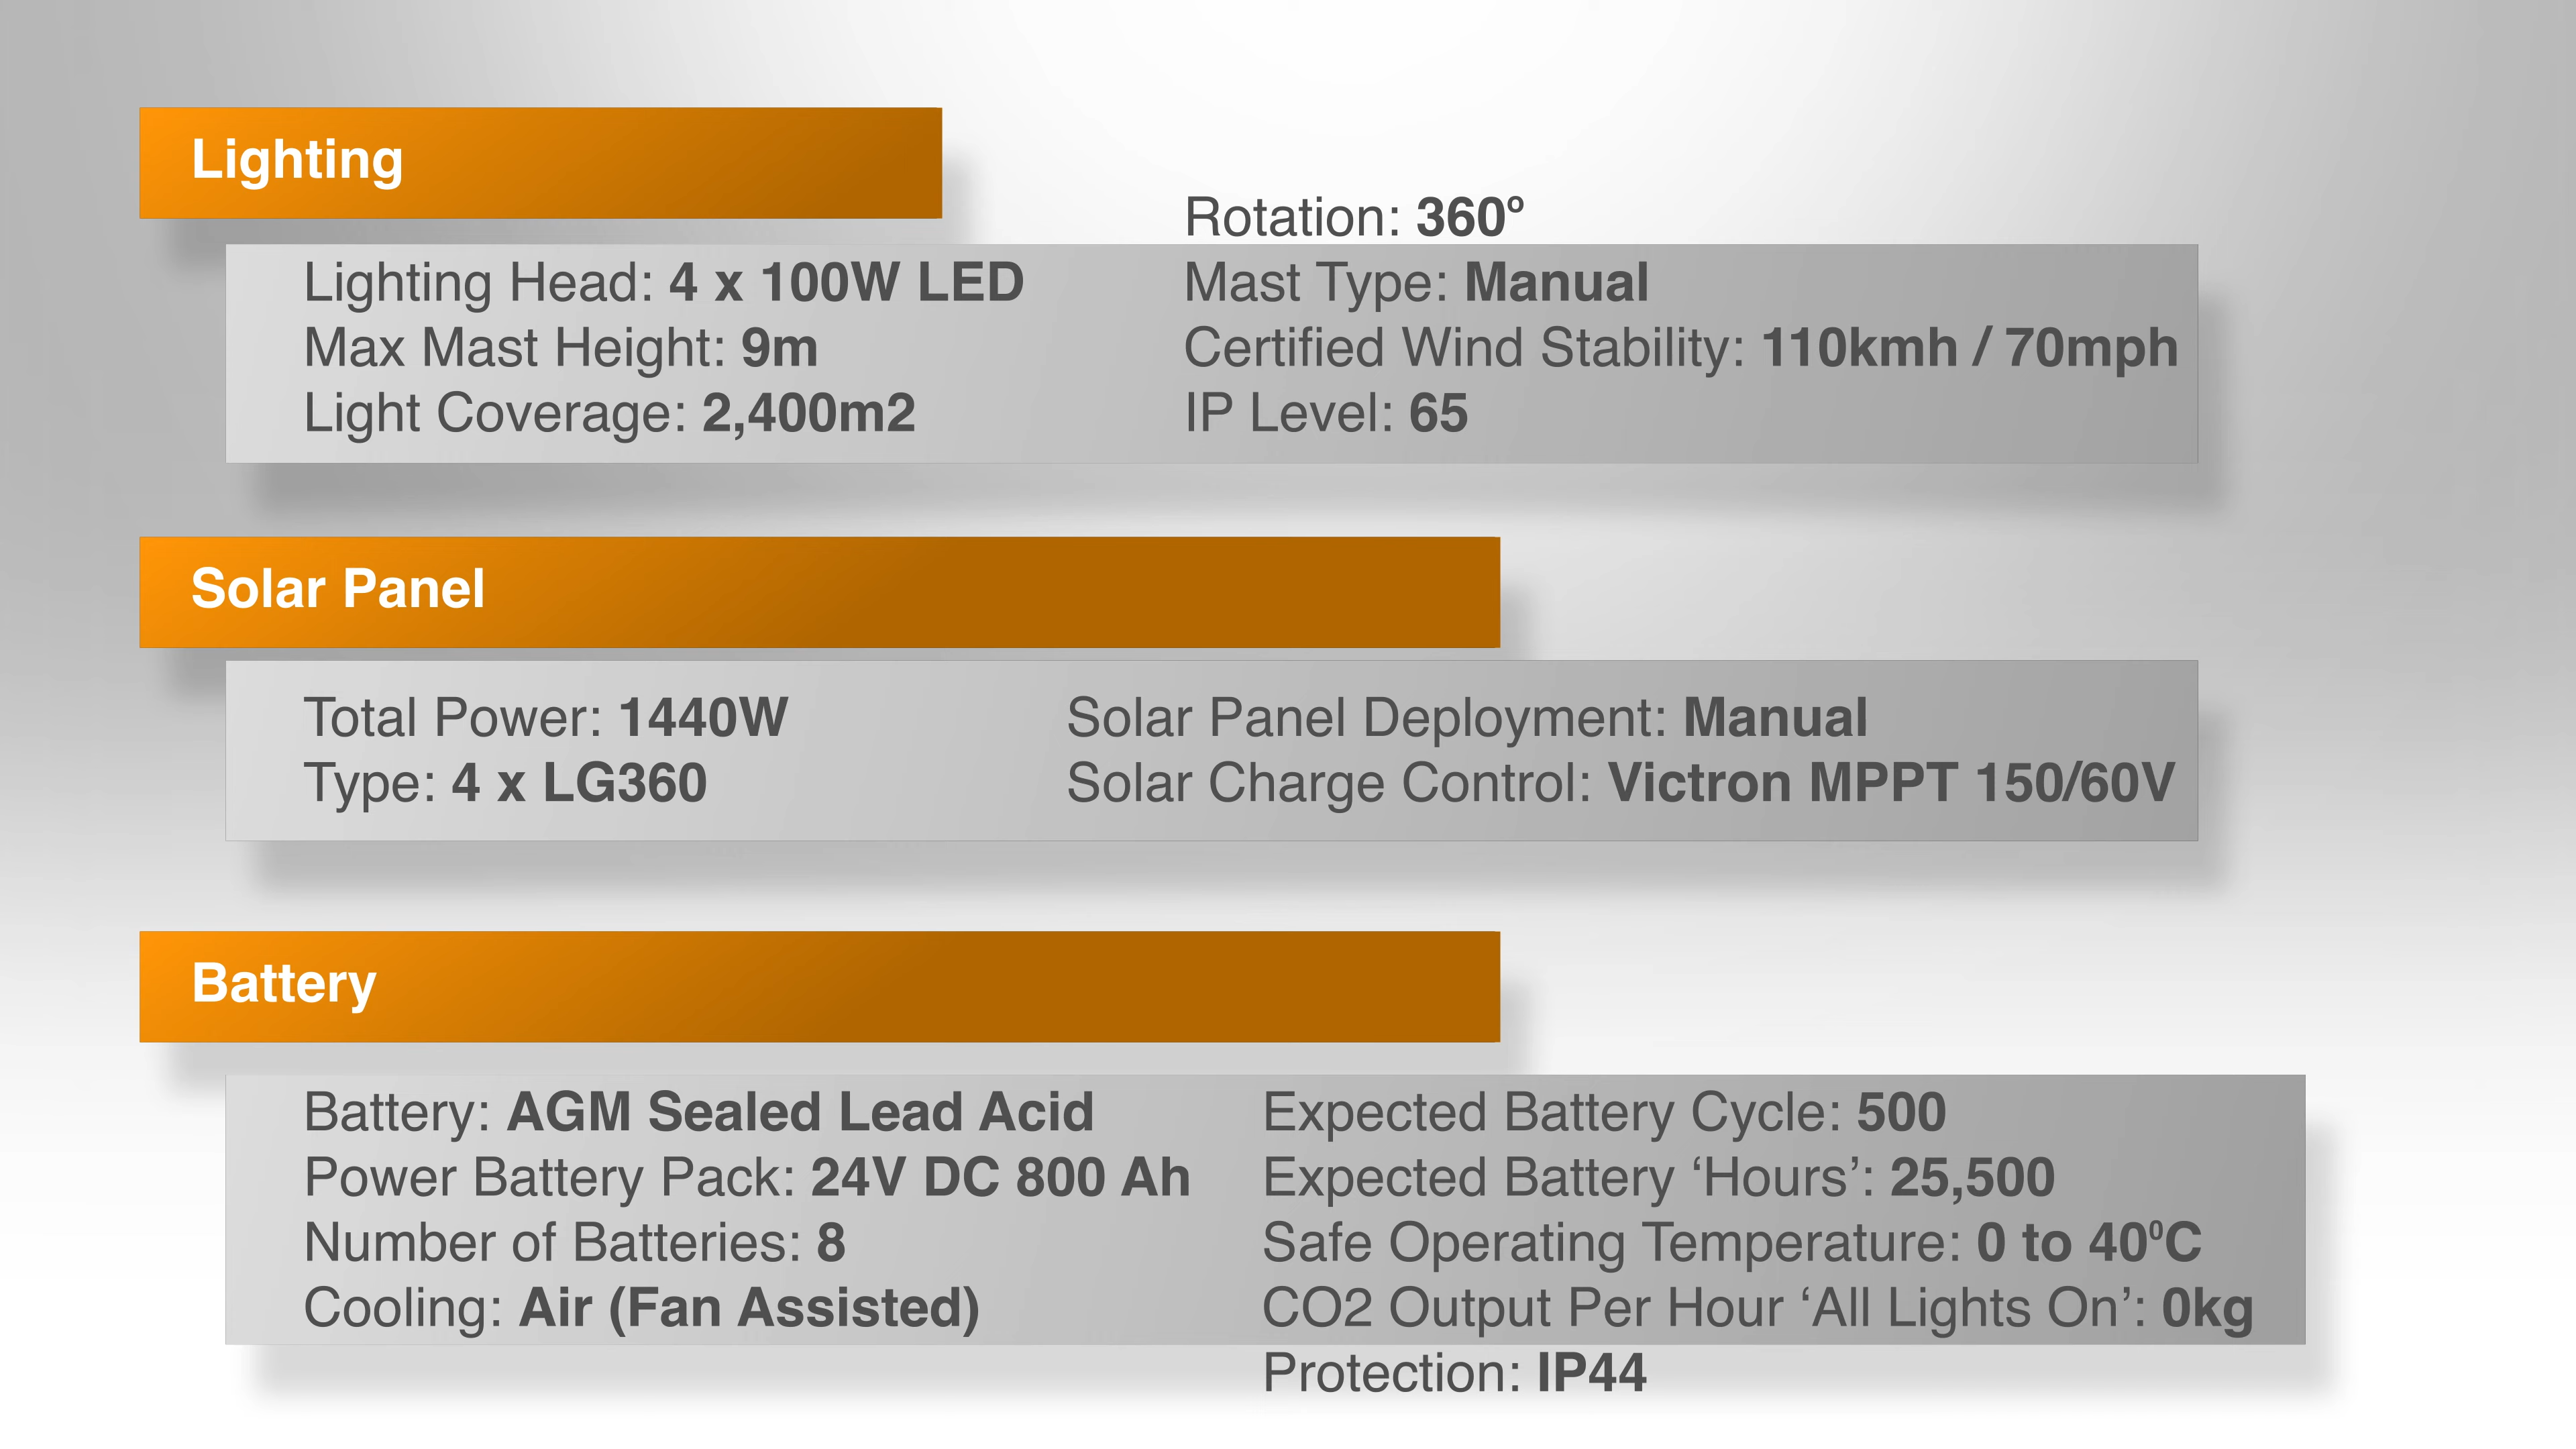 Lighting
Lighting Head: 4 x 100W LED
Max Mast Height: 9m
Light Coverage: 2,400m2
Rotation: 360º
Mast Type: Manual
Certified Wind Stability: 110kmh / 70mph
IP Level: 65
Solar Panel
Total Power: 1440W
Type: 4 x LG360
Solar Panel Deployment: Manual
Solar Charge Control: Victron MPPT 150/60V
Battery
Battery: AGM Sealed Lead Acid
Power Battery Pack: 24V DC 800 Ah
Number of Batteries: 8
Cooling: Air (Fan Assisted)
Expected Battery Cycle: 500
Expected Battery ‘Hours’: 25,500
Safe Operating Temperature: 0 to 40⁰C
CO2 Output Per Hour ‘All Lights On’: 0kg
Protection: IP44